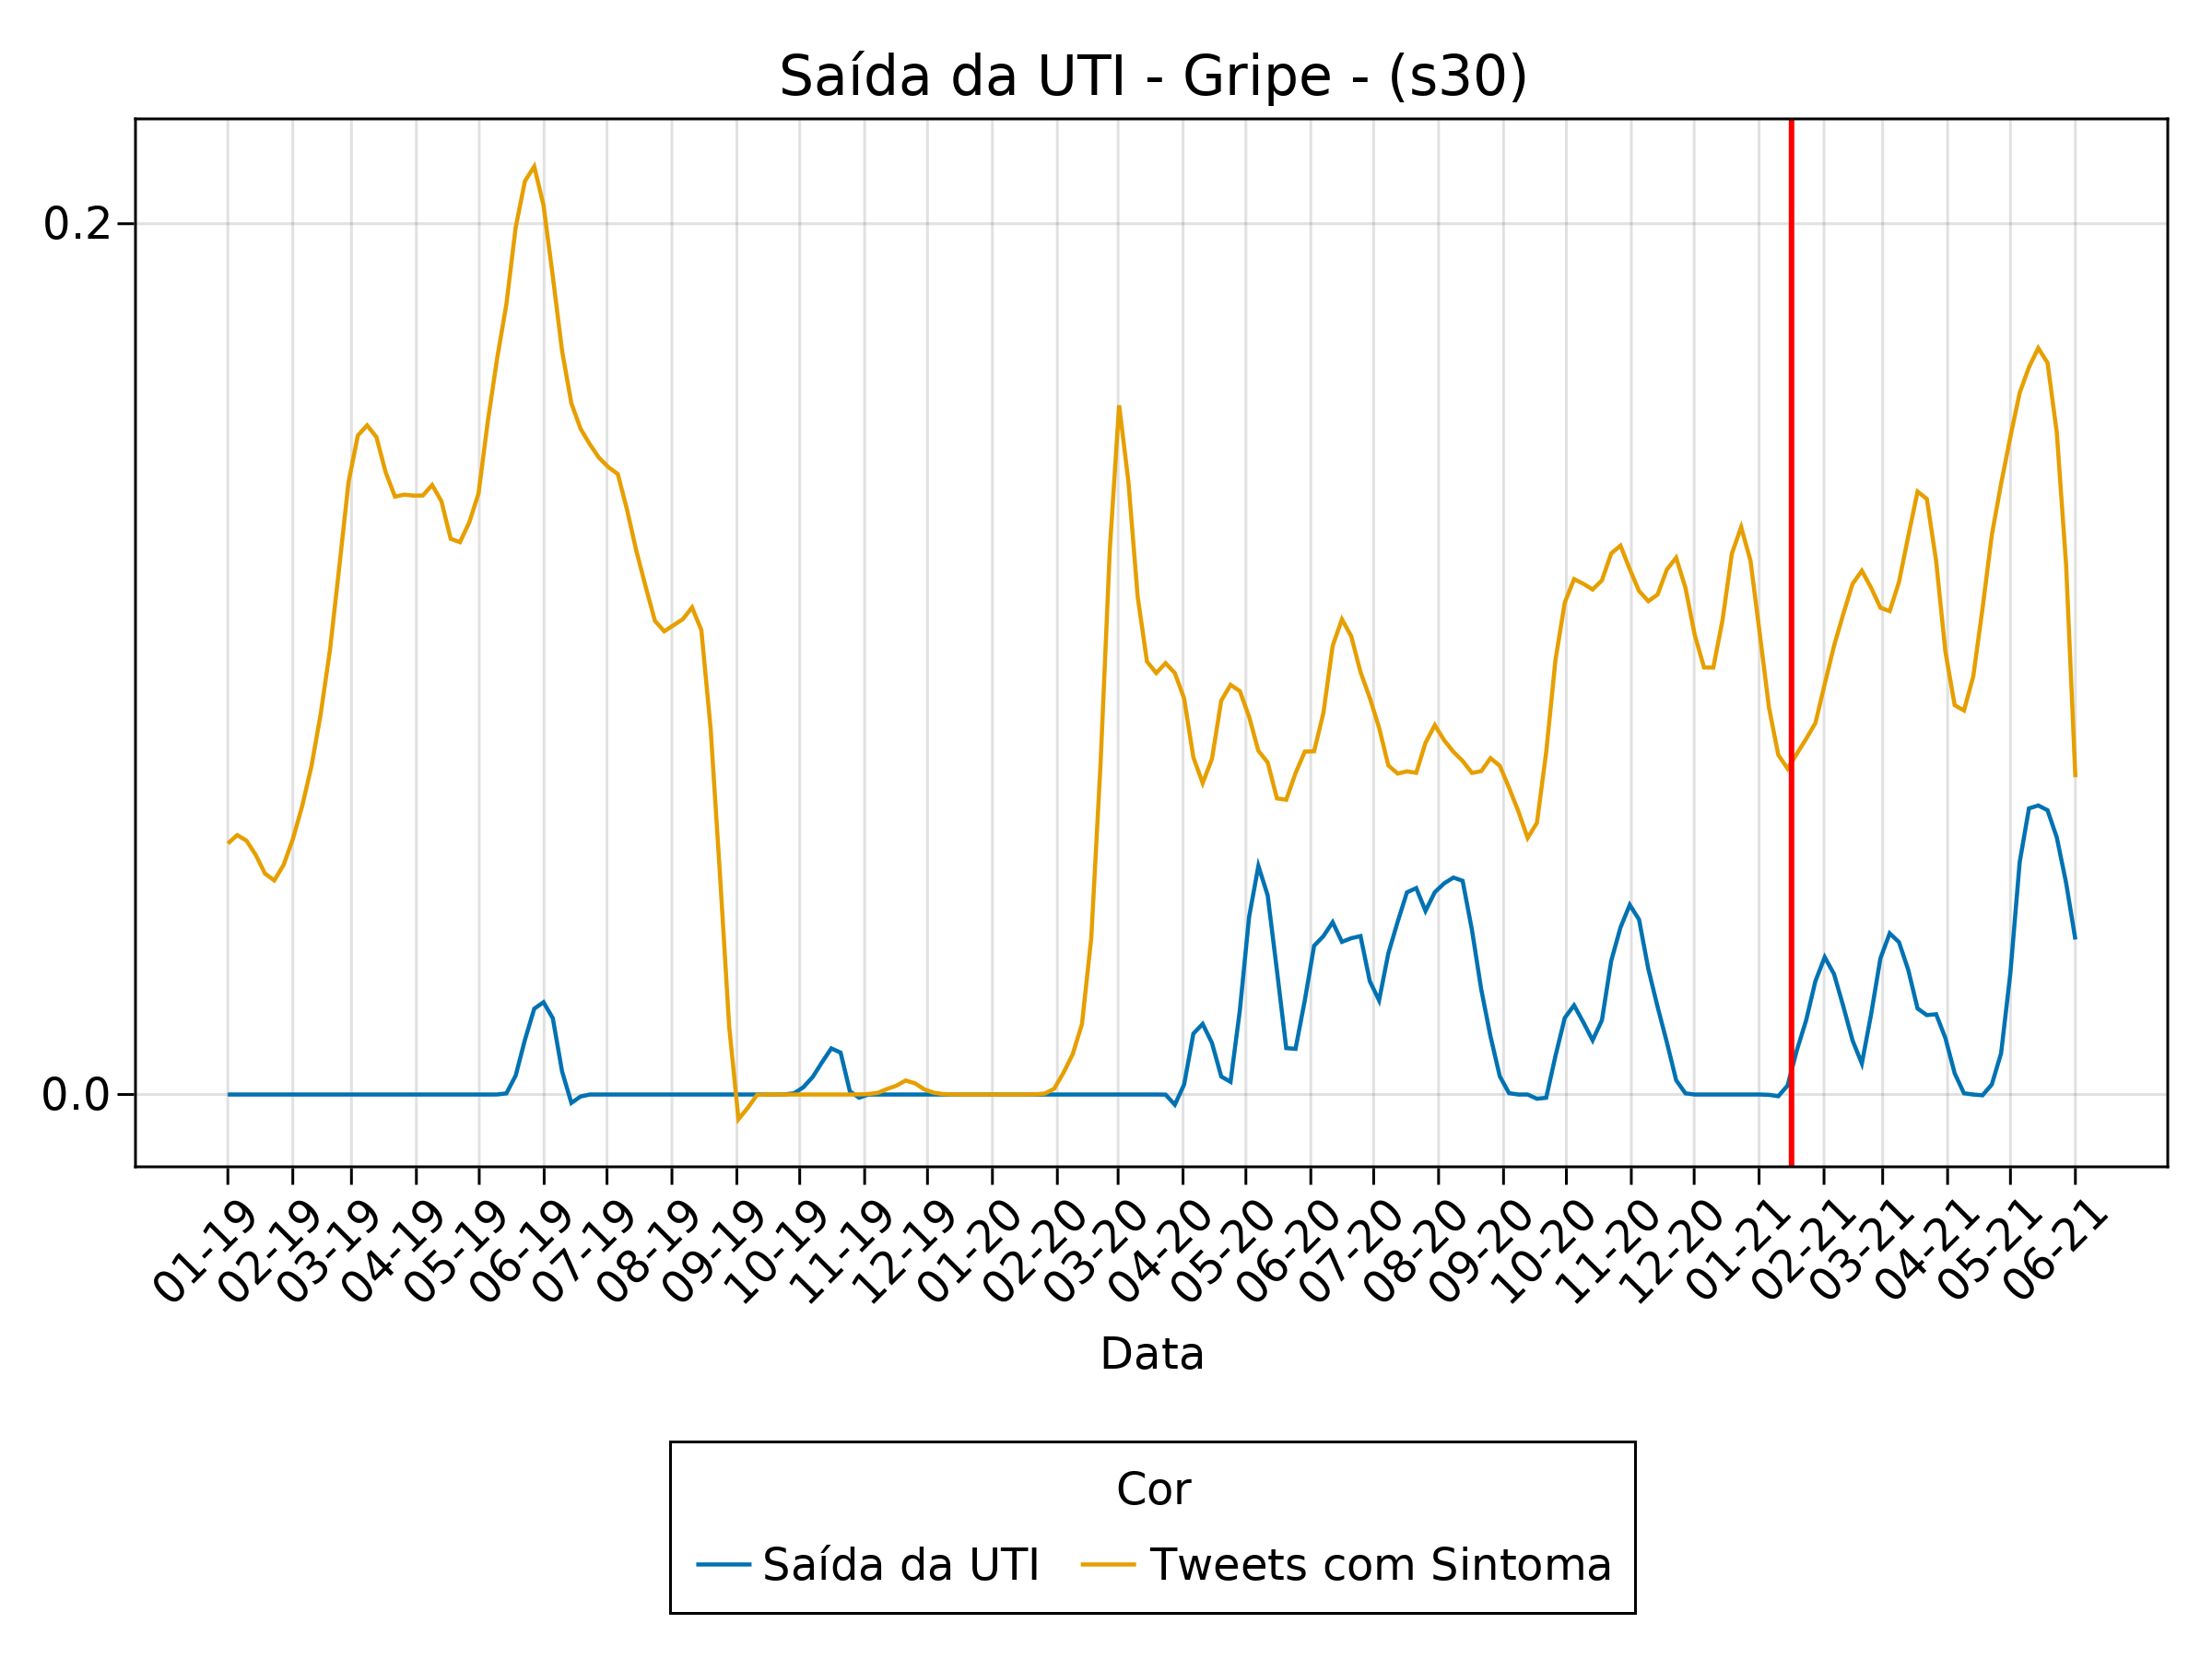 Saída da UTI - Gripe - (s30)
0.2
0.0
01-19 02-19 03-19 04-19 05-19 06-19 07-19 08-19 09-19 10-19 11-19 12-19 01-20 02-20 03-20 04-20 05-20 06-20 07-20 08-20 09-20 10-20 11-20 12-20 01-21 02-21 03-21 04-21 05-21 06-21
Data
Cor
Saída da UTI Tweets com Sintoma